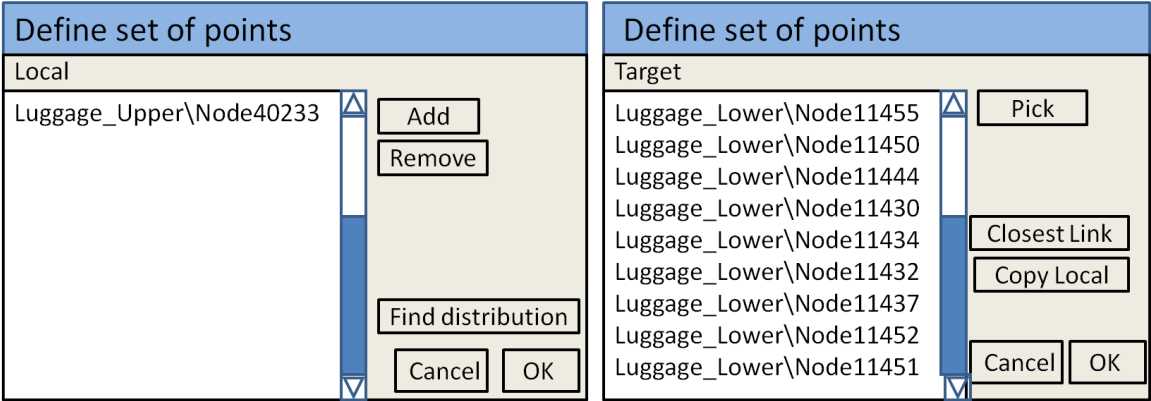 Define set of points
Local
Luggage_Upper\Node40233
Add
Remove
Find distribution
Cancel
OK
Define set of points
Target
Luggage_Lower\Node11455
Luggage_Lower\Node11450
Luggage_Lower\Node11444
Luggage_Lower\Node11430
Luggage_Lower\Node11434
Luggage_Lower\Node11432
Luggage_Lower\Node11437
Luggage_Lower\Node11452
Luggage_Lower\Node11451
Pick
Closest Link
Copy Local
Cancel
OK